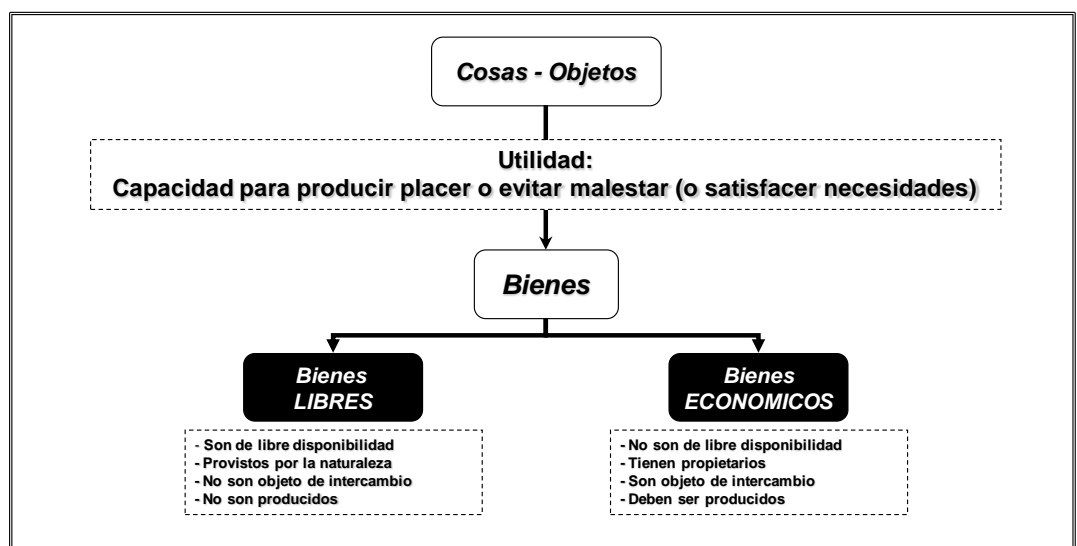 Cosas - Objetos
Utilidad:
Capacidad para producir placer o evitar malestar (o satisfacer necesidades)
Bienes
Bienes
LIBRES
- Son de libre disponibilidad
- Provistos por la naturaleza
- No son objeto de intercambio
- No son producidos
Bienes
ECONOMICOS
- No son de libre disponibilidad
- Tienen propietarios
- Son objeto de intercambio
- Deben ser producidos